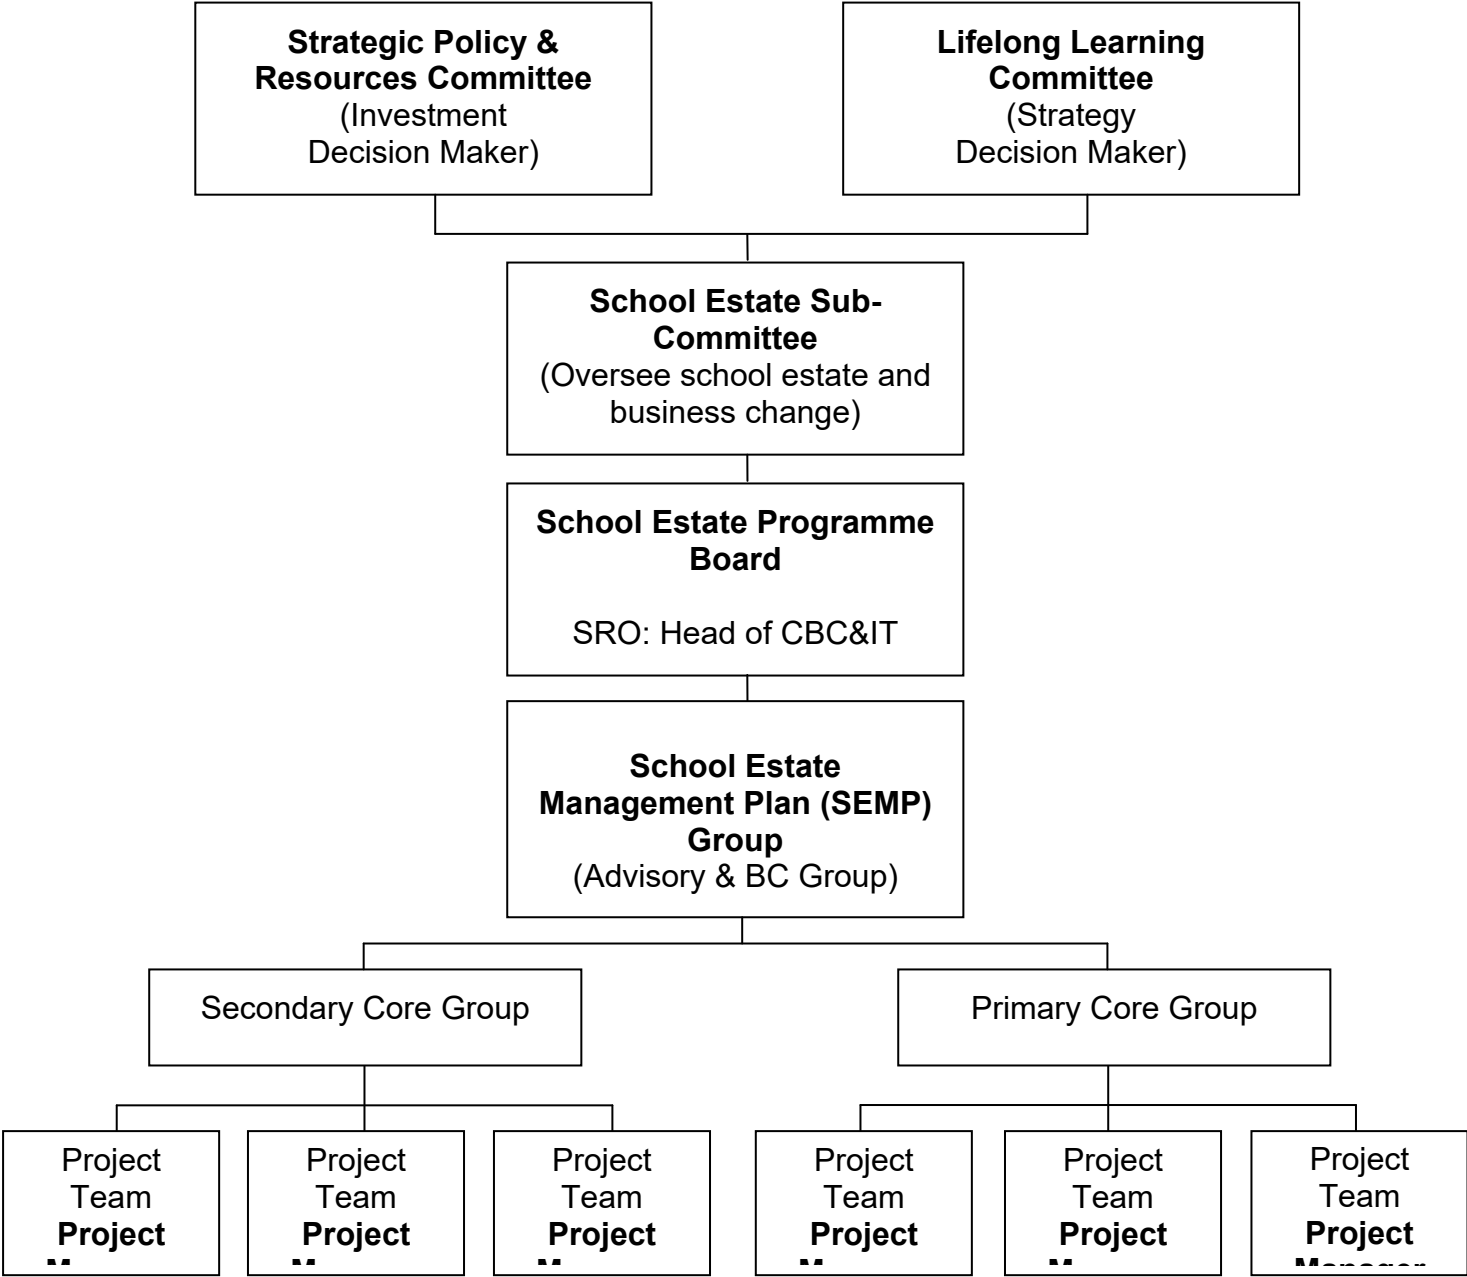 Strategic Policy &
Resources Committee
(Investment
Decision Maker)
Lifelong Learning
Committee
(Strategy
Decision Maker)
School Estate Sub-
Committee
(Oversee school estate and
business change)
School Estate Programme
Board
SRO: Head of CBC&IT
School Estate
Management Plan (SEMP)
Group
(Advisory & BC Group)
Secondary Core Group
Primary Core Group
Project
Team
Project
Project
Team
Project
Project
Team
Project
Project
Team
Project
Project
Team
Project
Project
Team
Project
Manager